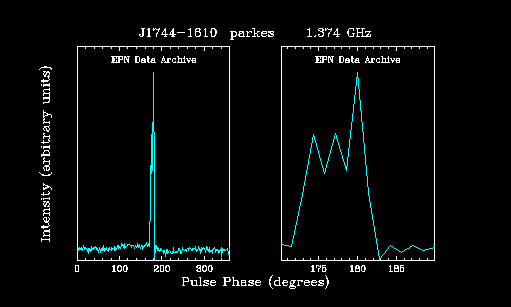 J1744-1610 parkes 1.374 GHz
EPN Data Archive
EPN Data Archive
Intensity (arbitrary units)
0 100 200 300
175 180 185
Pulse Phase (degrees)